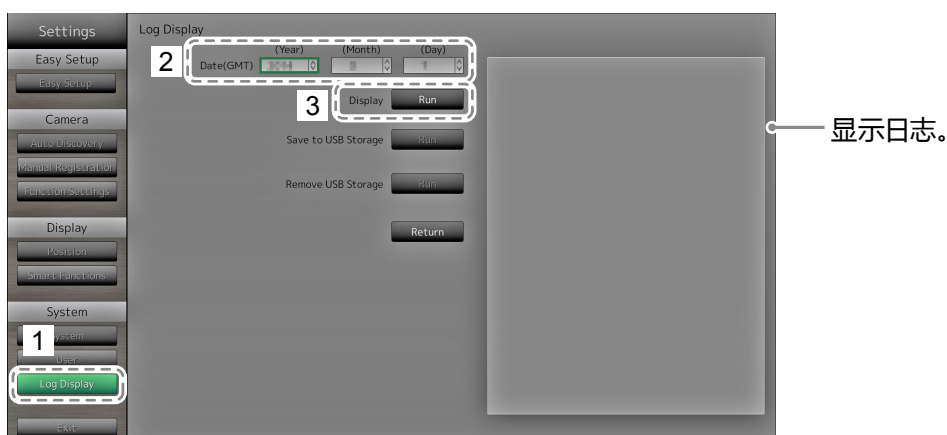 Settings
Easy Setup
Easy Setup
Camera
Auto Discovery
Manual Registration
Function Settings
Display
Position
Smart Functions
System
1
System
User
Log Display
Exit
Log Display
2
(Year) (Month) (Day)
Date(GMT)
3
Display Run
Save to USB Storage Run
Remove USB Storage Run
Return
显示日志。